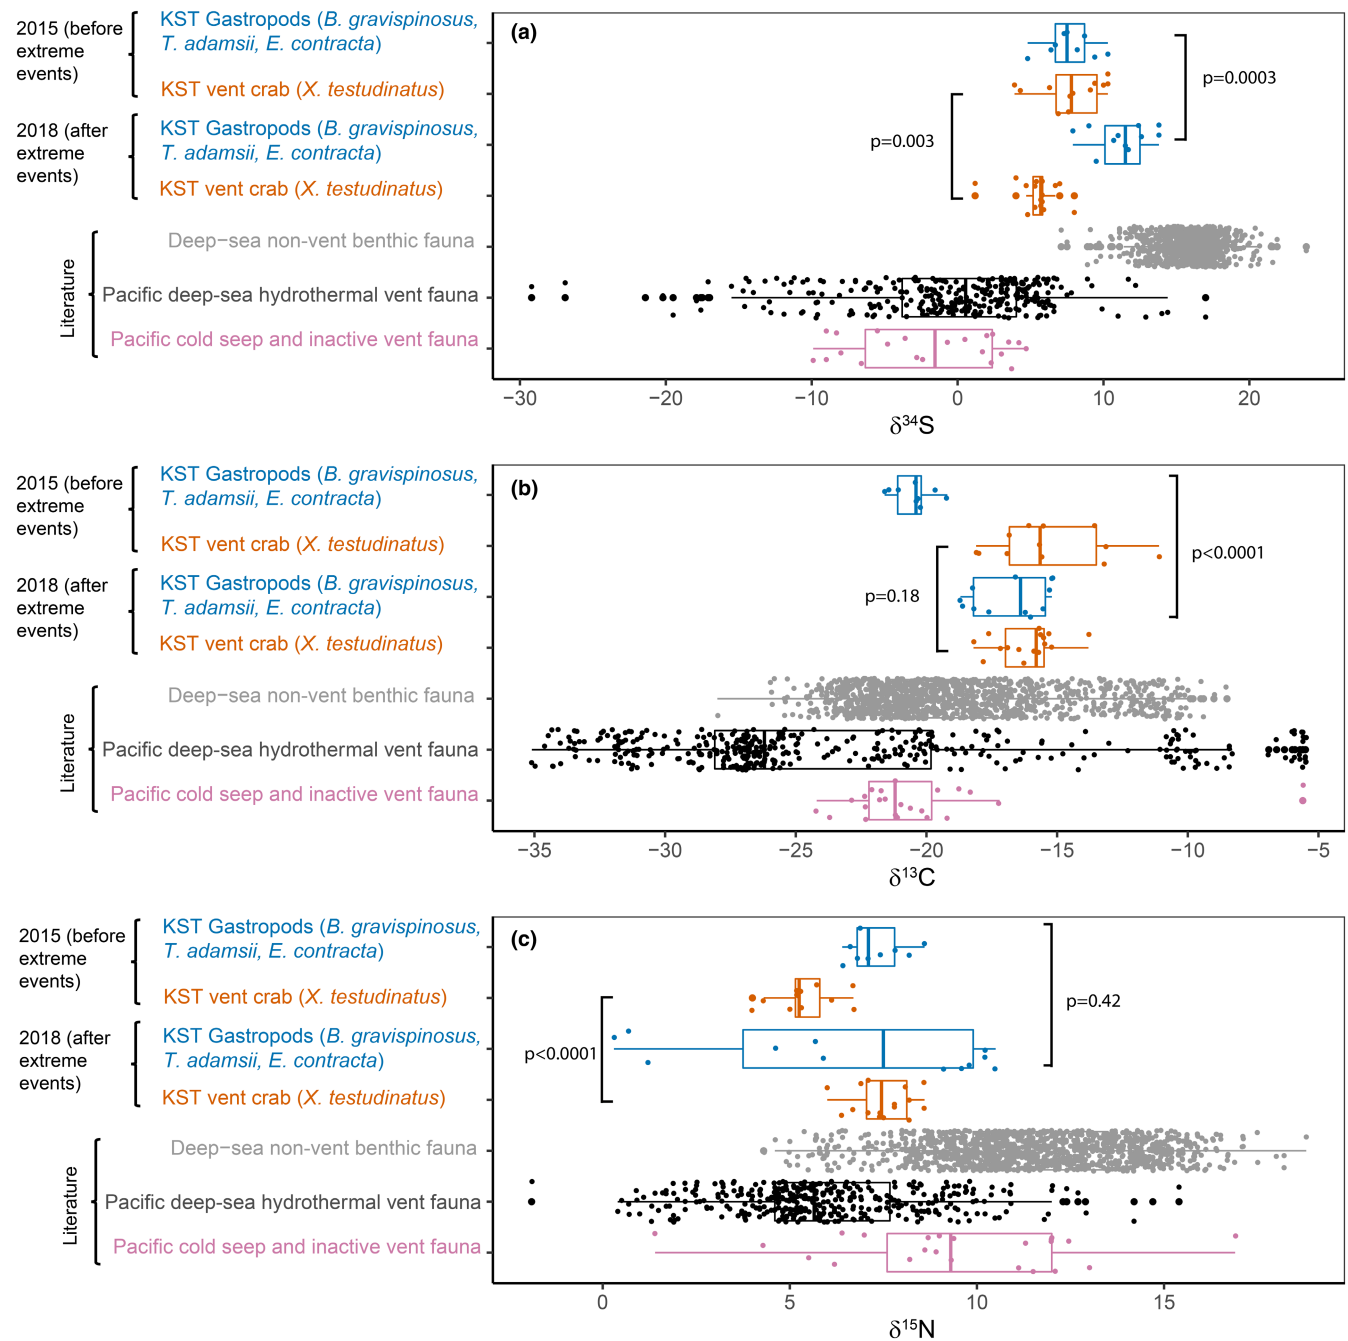 (a)
2015 (before
extreme
events)
KST Gastropods (B. gravispinosus,
T. adamsii, E. contracta)
KST vent crab (X. testudinatus)
2018 (after
extreme
events)
KST Gastropods (B. gravispinosus,
T. adamsii, E. contracta)
KST vent crab (X. testudinatus)
Literature
Deep−sea non−vent benthic fauna
Pacific deep-sea hydrothermal vent fauna
Pacific cold seep and inactive vent fauna
p=0.0003
p=0.003
−30 −20 −10 0 10 20
δ³⁴S
(b)
2015 (before
extreme
events)
KST Gastropods (B. gravispinosus,
T. adamsii, E. contracta)
KST vent crab (X. testudinatus)
2018 (after
extreme
events)
KST Gastropods (B. gravispinosus,
T. adamsii, E. contracta)
KST vent crab (X. testudinatus)
Literature
Deep−sea non−vent benthic fauna
Pacific deep-sea hydrothermal vent fauna
Pacific cold seep and inactive vent fauna
p<0.0001
p=0.18
−35 −30 −25 −20 −15 −10 −5
δ¹³C
(c)
2015 (before
extreme
events)
KST Gastropods (B. gravispinosus,
T. adamsii, E. contracta)
KST vent crab (X. testudinatus)
2018 (after
extreme
events)
KST Gastropods (B. gravispinosus,
T. adamsii, E. contracta)
KST vent crab (X. testudinatus)
Literature
Deep−sea non−vent benthic fauna
Pacific deep-sea hydrothermal vent fauna
Pacific cold seep and inactive vent fauna
p=0.42
p<0.0001
0 5 10 15
δ¹⁵N